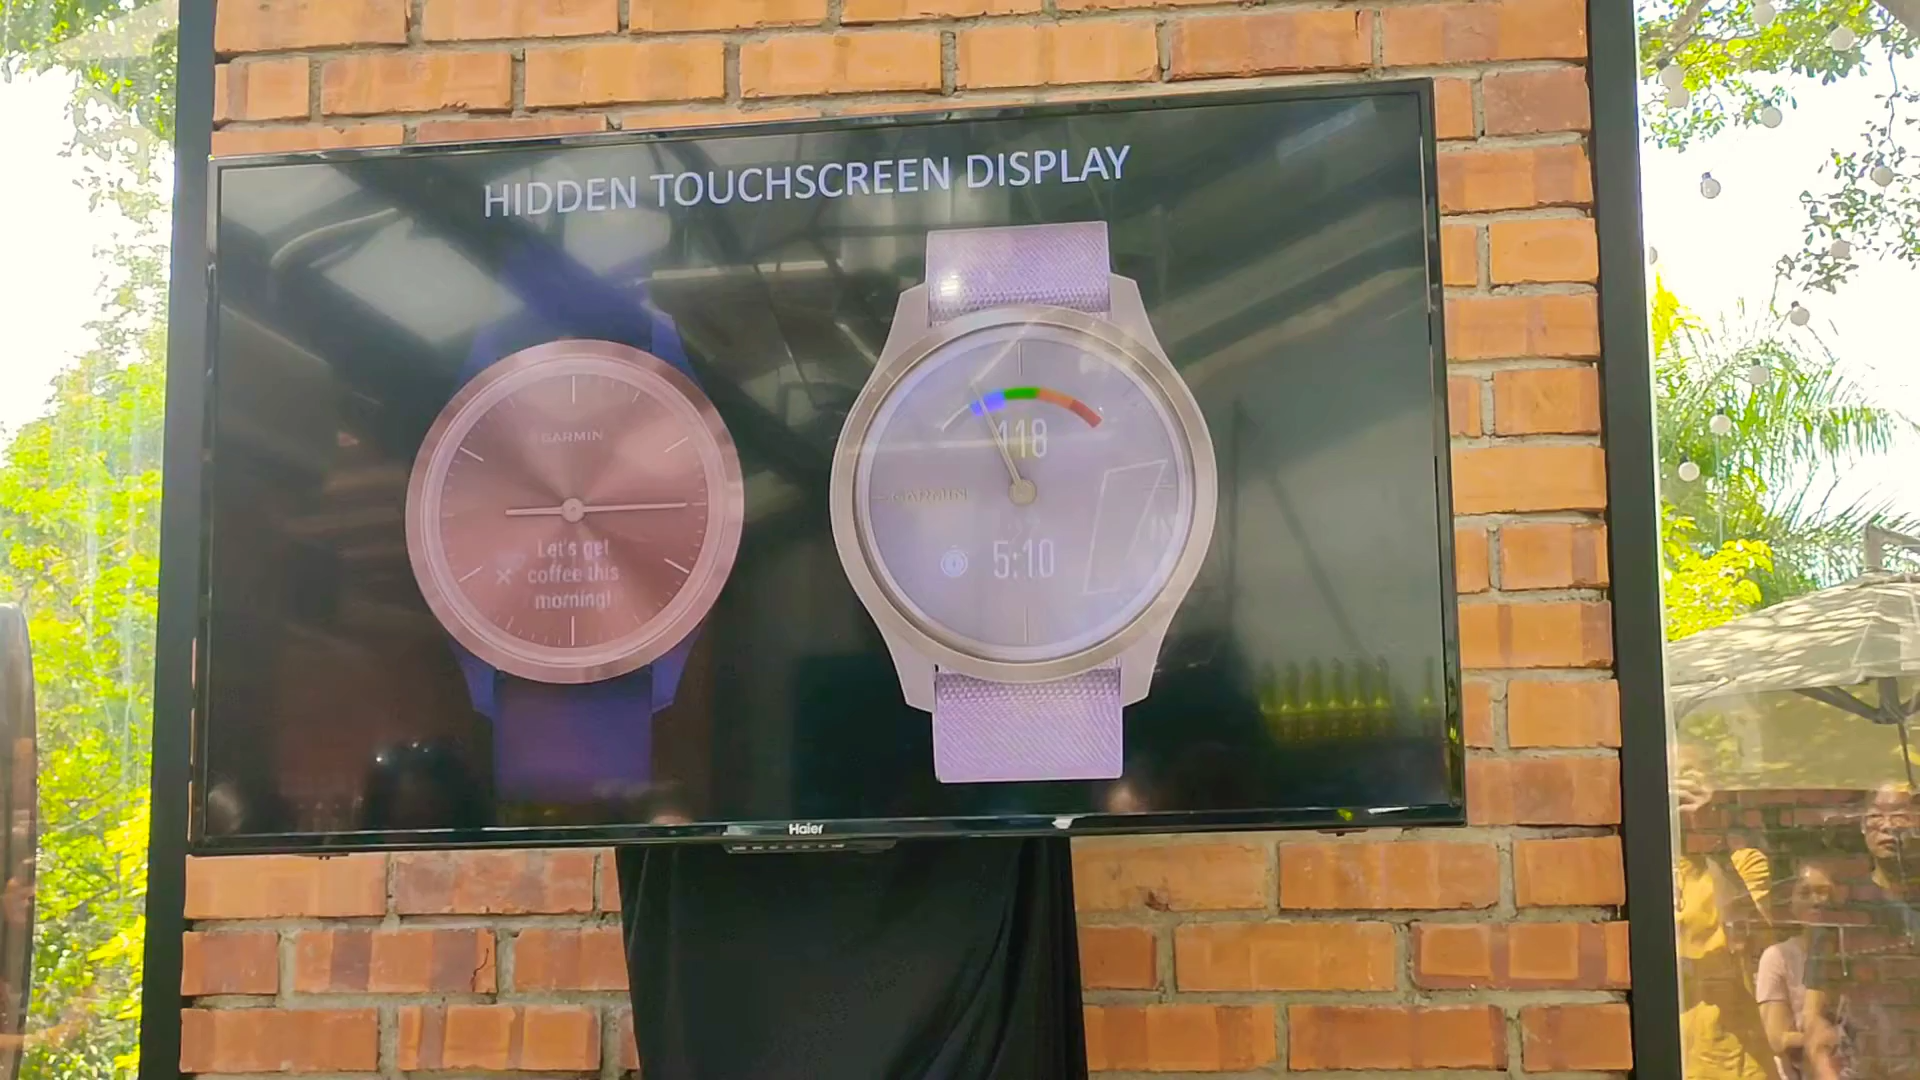 HIDDEN TOUCHSCREEN DISPLAY
GARMIN
Let's get
coffee this
morning!
118
GARMIN
5:10
Haier